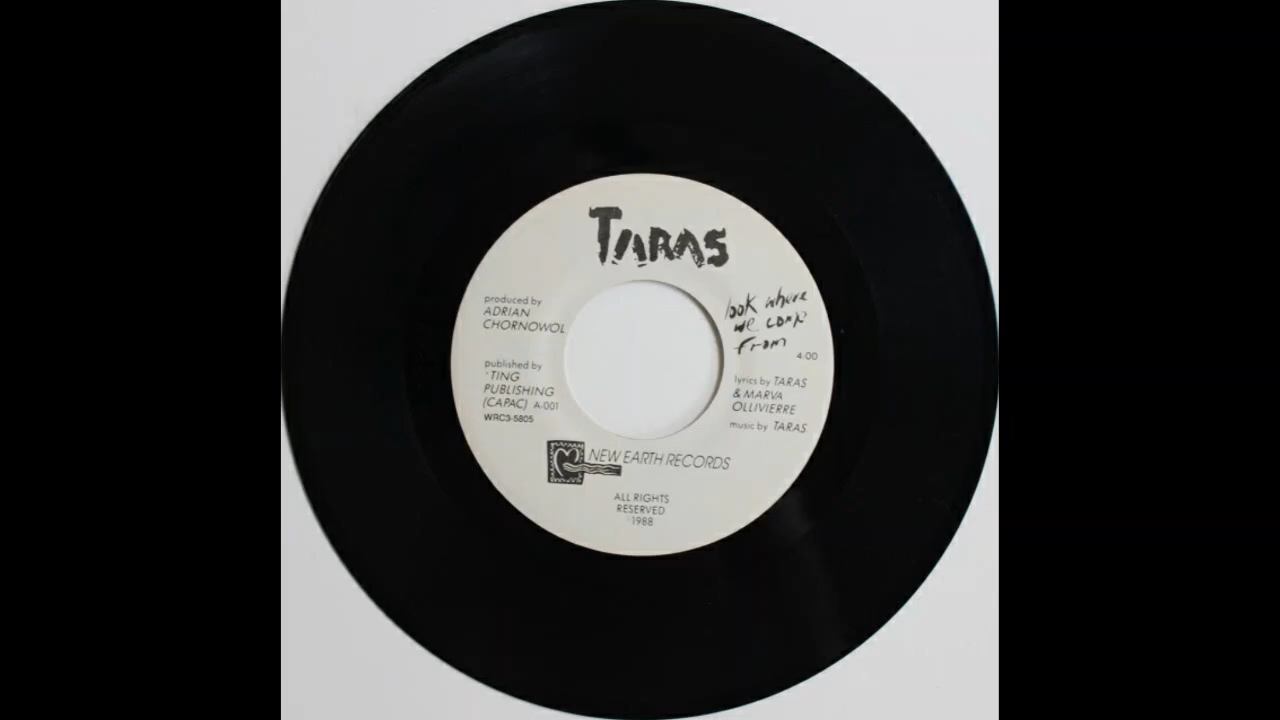 TARAS
produced by
ADRIAN
CHORNOWOL
published by
'TING
PUBLISHING
(CAPAC) A-001
WRC3-5805
look where
we come
from
4:00
lyrics by TARAS
& MARVA
OLLIVIERRE
music by TARAS
NEW EARTH RECORDS
ALL RIGHTS
RESERVED
1988